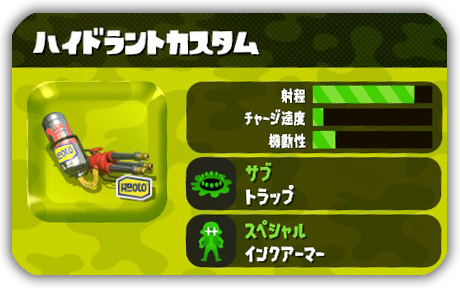 ハイドラントカスタム
射程
チャージ速度
機動性
サブ
トラップ
スペシャル
インクアーマー